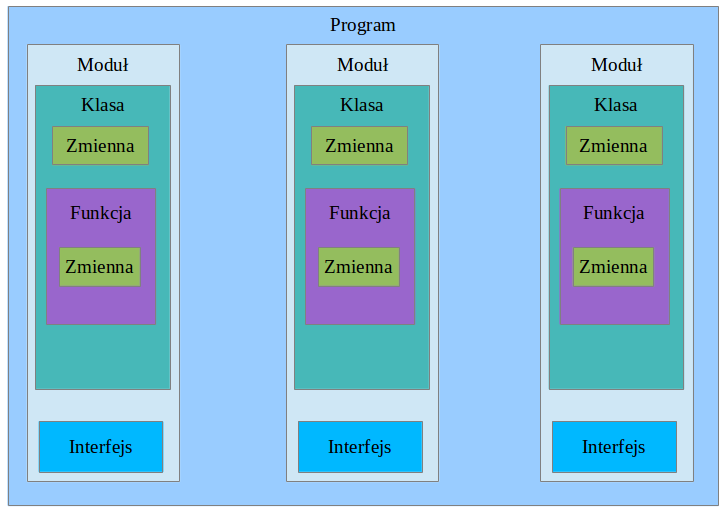 Program
Moduł
Klasa
Zmienna
Funkcja
Zmienna
Interfejs
Moduł
Klasa
Zmienna
Funkcja
Zmienna
Interfejs
Moduł
Klasa
Zmienna
Funkcja
Zmienna
Interfejs